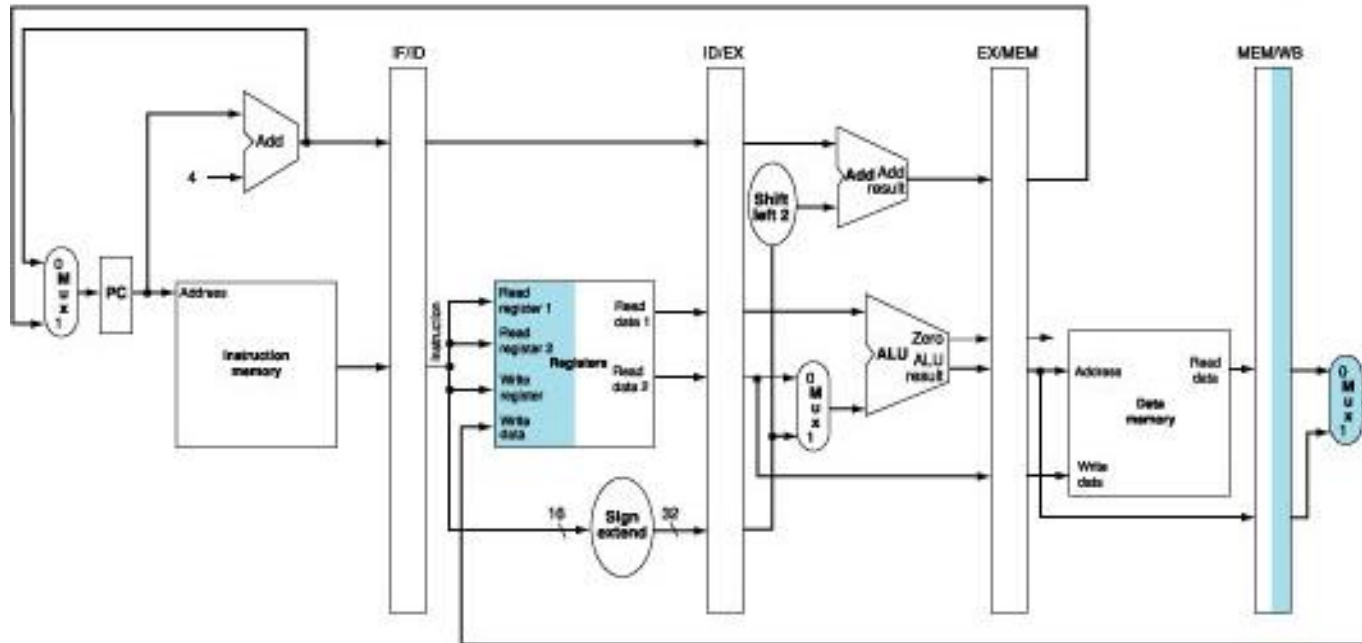 IF/ID
ID/EX
EX/MEM
MEM/WB
Add
4
Add Add
result
Shift
left 2
0
M
u
x
1
PC
Address
Instruction
memory
Instruction
Read
register 1
Read
register 2
Write
register
Write
data
Registers
Read
data 1
Read
data 2
16
Sign
extend
32
0
M
u
x
1
Zero
ALU
ALU
result
Address
Read
data
Data
memory
Write
data
0
M
u
x
1